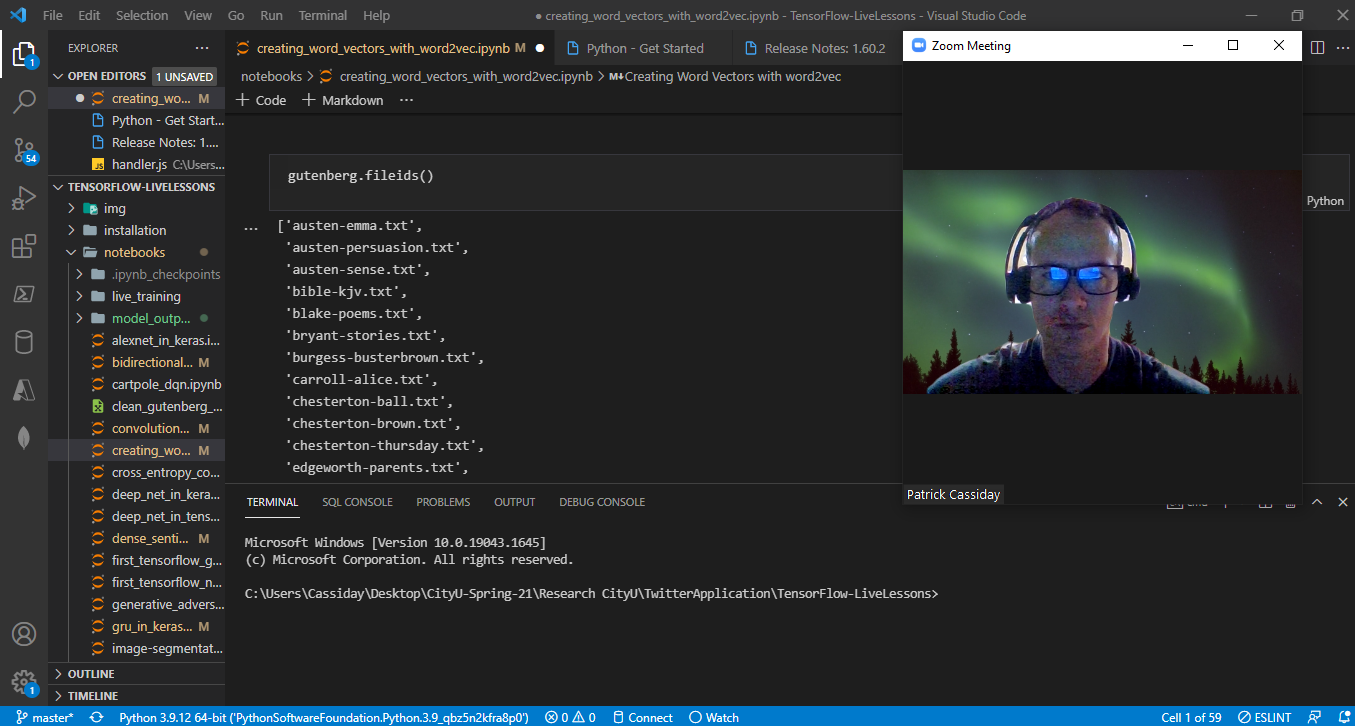 File Edit Selection View Go Run Terminal Help
● creating_word_vectors_with_word2vec.ipynb - TensorFlow-LiveLessons - Visual Studio Code
EXPLORER ...
OPEN EDITORS 1 UNSAVED
creating_wo... M
Python - Get Start...
Release Notes: 1....
JS handler.js C:\Users...
TENSORFLOW-LIVELESSONS
img
installation
notebooks
.ipynb_checkpoints
live_training
model_outp...
alexnet_in_keras.i...
bidirectional... M
cartpole_dqn.ipynb
clean_gutenberg_...
convolution... M
creating_wo... M
cross_entropy_co...
deep_net_in_kera...
deep_net_in_tens...
dense_senti... M
first_tensorflow_g...
first_tensorflow_n...
generative_advers...
gru_in_keras.... M
image-segmentat...
OUTLINE
TIMELINE
1
54
1
creating_word_vectors_with_word2vec.ipynb M ●
Python - Get Started
Release Notes: 1.60.2
notebooks > creating_word_vectors_with_word2vec.ipynb > M↓Creating Word Vectors with word2vec
+ Code + Markdown ...
gutenberg.fileids()
Python
... ['austen-emma.txt',
'austen-persuasion.txt',
'austen-sense.txt',
'bible-kjv.txt',
'blake-poems.txt',
'bryant-stories.txt',
'burgess-busterbrown.txt',
'carroll-alice.txt',
'chesterton-ball.txt',
'chesterton-brown.txt',
'chesterton-thursday.txt',
'edgeworth-parents.txt',
Zoom Meeting
Patrick Cassiday
TERMINAL SQL CONSOLE PROBLEMS OUTPUT DEBUG CONSOLE
Microsoft Windows [Version 10.0.19043.1645]
(c) Microsoft Corporation. All rights reserved.
C:\Users\Cassiday\Desktop\CityU-Spring-21\Research CityU\TwitterApplication\TensorFlow-LiveLessons>
master* Python 3.9.12 64-bit ('PythonSoftwareFoundation.Python.3.9_qbz5n2kfra8p0') 0 0 Connect Watch Cell 1 of 59 ESLINT